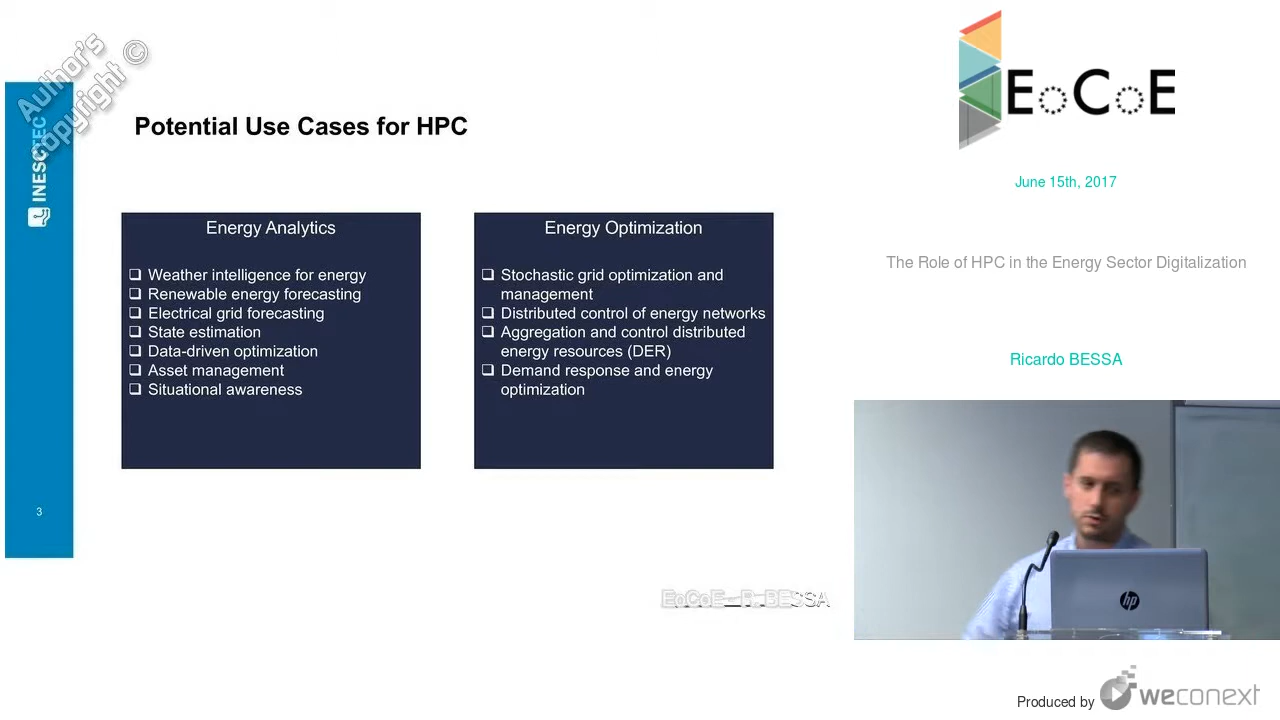 Author's
Copyright ©
INESCTEC
Potential Use Cases for HPC
Energy Analytics
❑ Weather intelligence for energy
❑ Renewable energy forecasting
❑ Electrical grid forecasting
❑ State estimation
❑ Data-driven optimization
❑ Asset management
❑ Situational awareness
Energy Optimization
❑ Stochastic grid optimization and
management
❑ Distributed control of energy networks
❑ Aggregation and control distributed
energy resources (DER)
❑ Demand response and energy
optimization
3
EoCoE - R. BESSA
EoCoE
June 15th, 2017
The Role of HPC in the Energy Sector Digitalization
Ricardo BESSA
hp
Produced by weconext